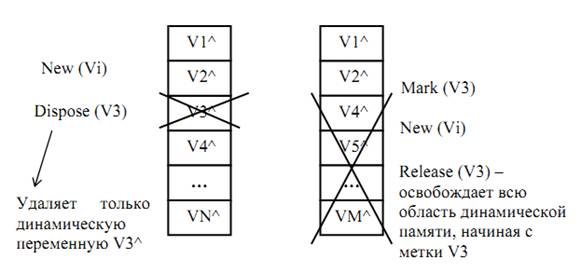 New (Vi)
Dispose (V3)
Удаляет только
динамическую
переменную V3^
V1^
V2^
V3^
V4^
...
VN^
V1^
V2^
V4^
V5^
...
VM^
Mark (V3)
New (Vi)
Release (V3) –
освобождает всю
область динамической
памяти, начиная с
метки V3